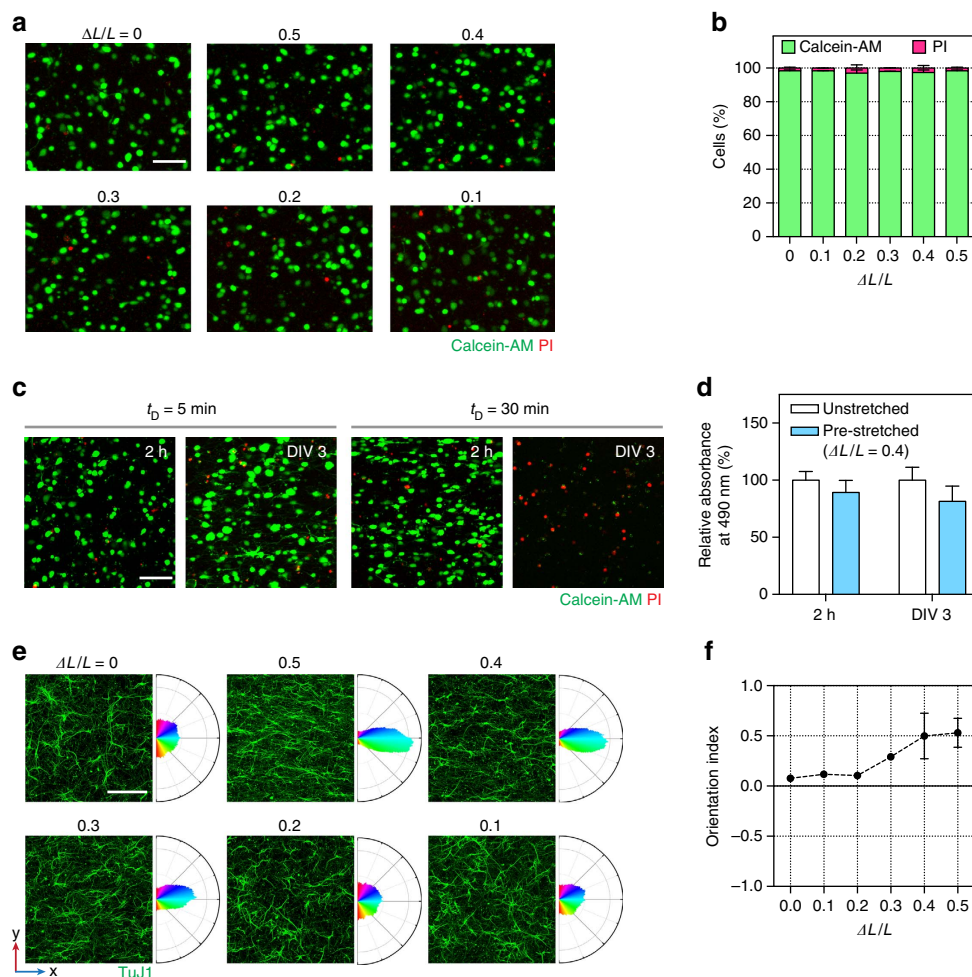 a
ΔL/L = 0
0.5
0.4
0.3
0.2
0.1
Calcein-AM PI
b
Calcein-AM
PI
Cells (%)
100
80
60
40
20
0
0 0.1 0.2 0.3 0.4 0.5
ΔL/L
c
tD = 5 min
tD = 30 min
2 h
DIV 3
2 h
DIV 3
Calcein-AM PI
d
Unstretched
Pre-stretched
(ΔL/L = 0.4)
Relative absorbance
at 490 nm (%)
150
100
50
0
2 h
DIV 3
e
ΔL/L = 0
0.5
0.4
0.3
0.2
0.1
y
x
TuJ1
f
Orientation index
1.0
0.5
0.0
−0.5
−1.0
0.0 0.1 0.2 0.3 0.4 0.5
ΔL/L